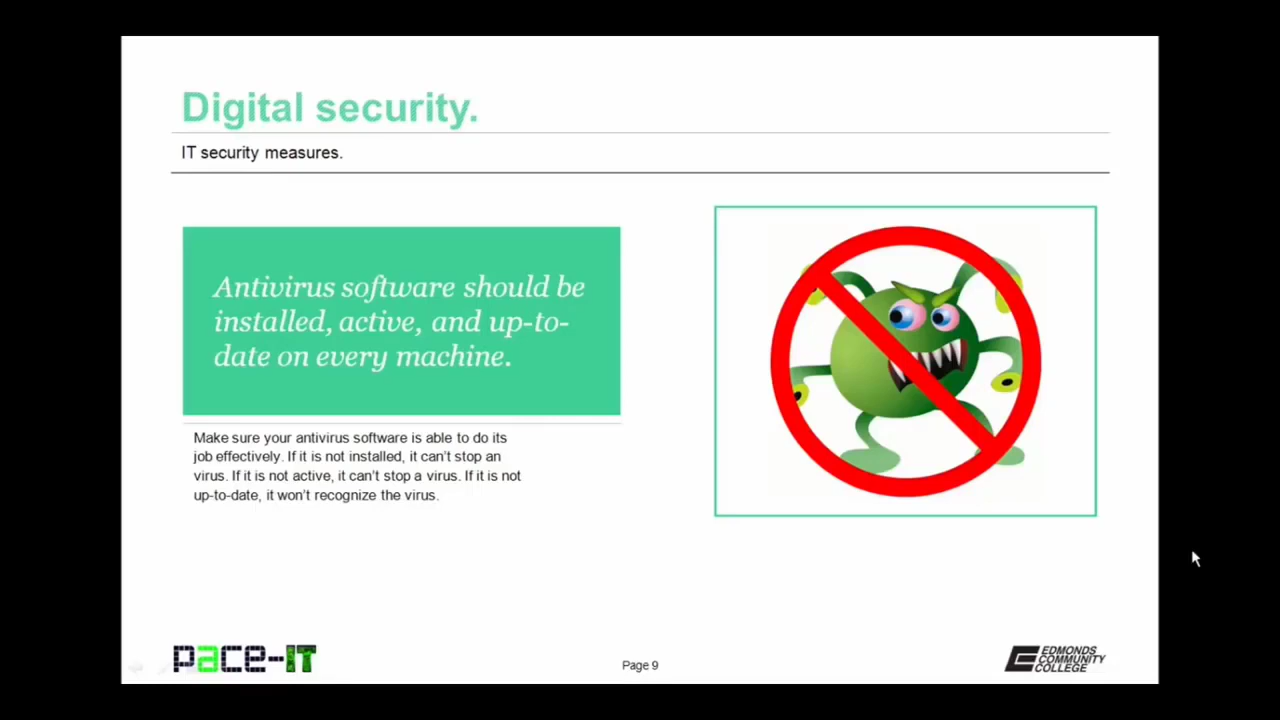 Digital security.
IT security measures.
Antivirus software should be
installed, active, and up-to-
date on every machine.
Make sure your antivirus software is able to do its
job effectively. If it is not installed, it can't stop an
virus. If it is not active, it can't stop a virus. If it is not
up-to-date, it won't recognize the virus.
pace-IT
Page 9
EDMONDS
COMMUNITY
COLLEGE